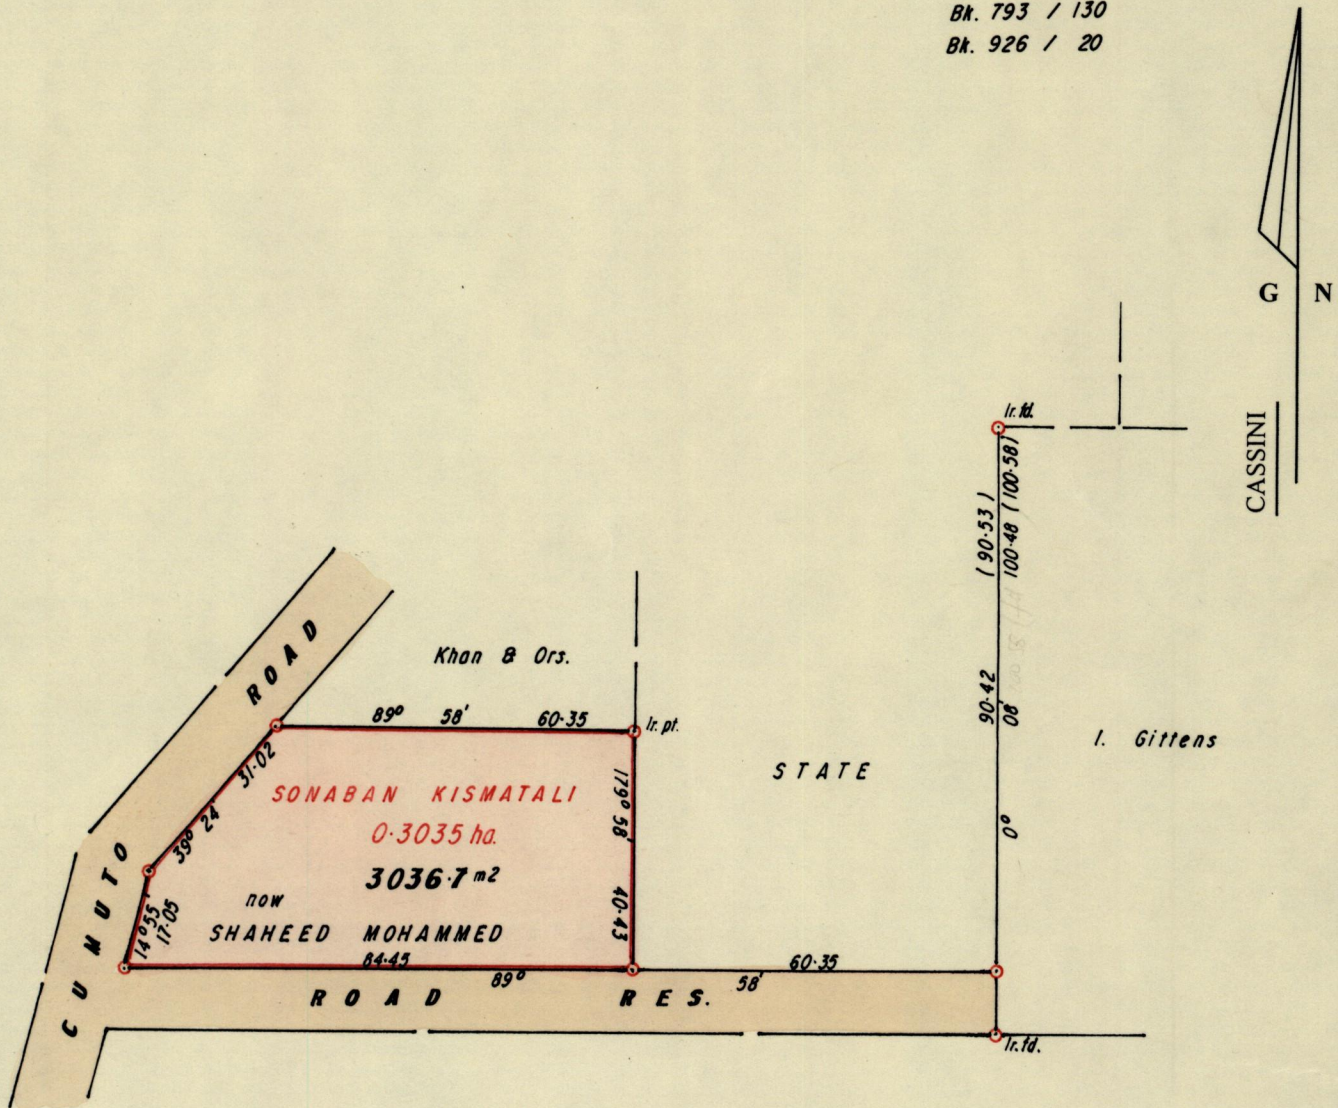 Bk. 793 / 130
Bk. 926 / 20
G N
CASSINI
Ir. fd.
(90·53)
100·48 (100·58)
90·42
0° 08'
I. Gittens
STATE
Khan & Ors.
89° 58' 60·35
Ir. pt.
CUMUTO ROAD
31·02
39° 24'
14° 55'
17·05
SONABAN KISMATALI
0·3035 ha.
3036·7 m2
now
SHAHEED MOHAMMED
179° 58' 40·43
84·45
60·35
89° 58'
ROAD RES.
Ir. fd.